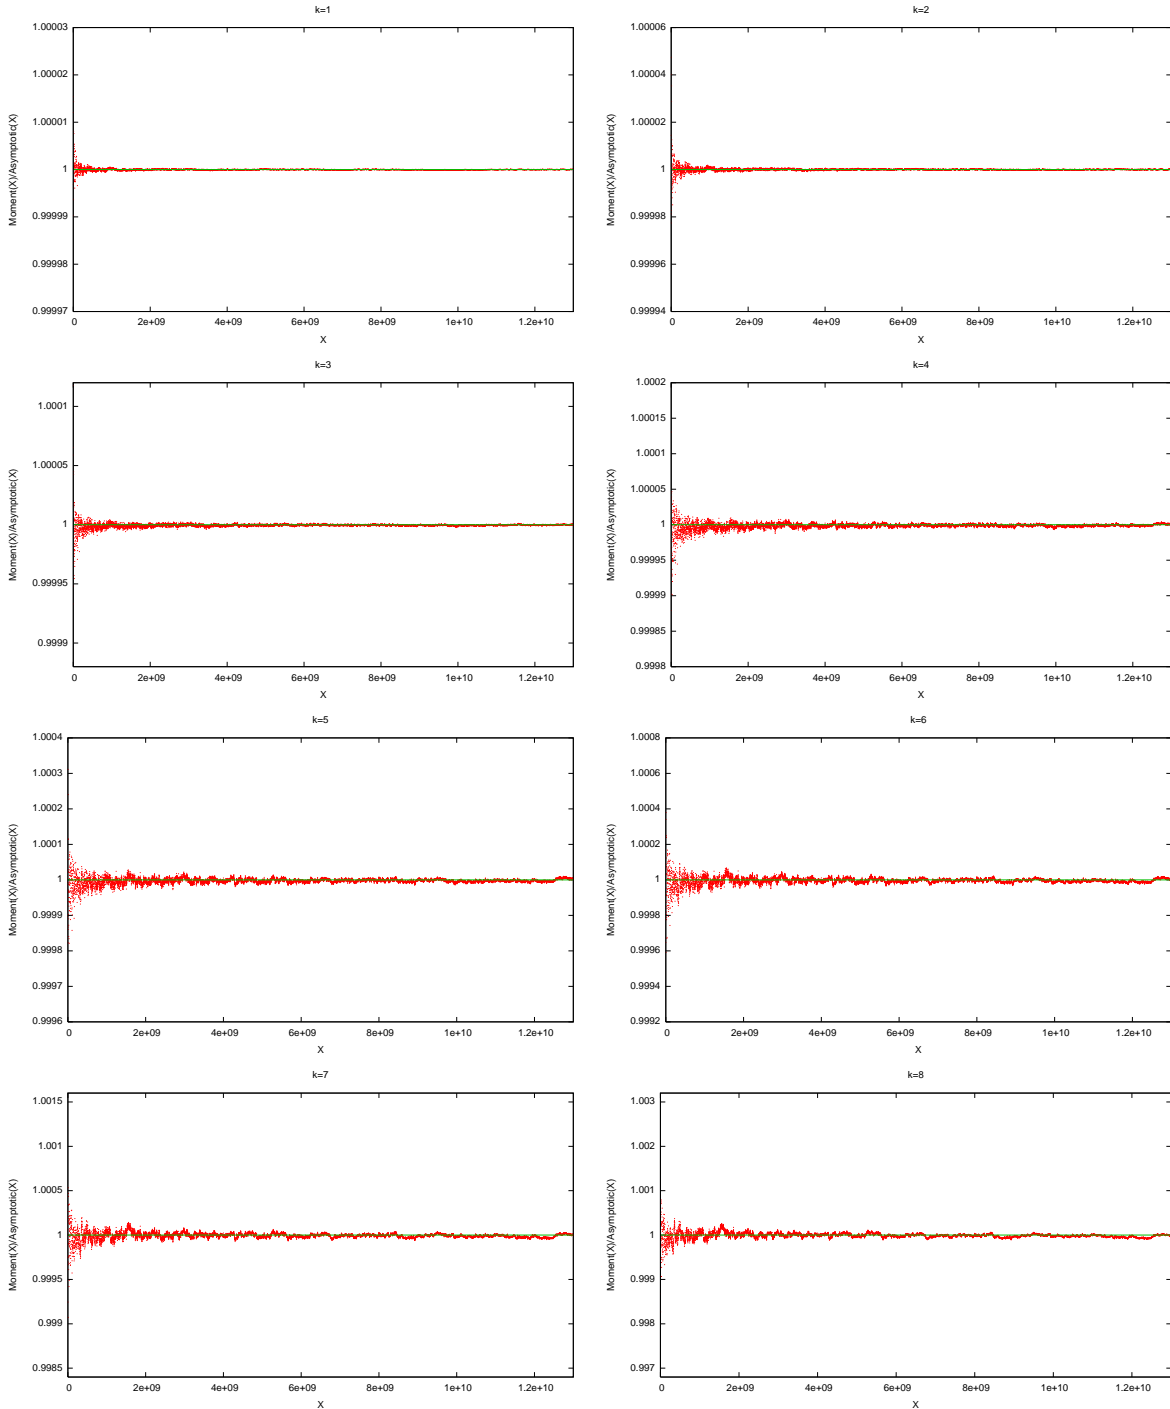 k=1
1.00003
1.00002
1.00001
1
0.99999
0.99998
0.99997
Moment(X)/Asymptotic(X)
0 2e+09 4e+09 6e+09 8e+09 1e+10 1.2e+10
X
k=2
1.00006
1.00004
1.00002
1
0.99998
0.99996
0.99994
Moment(X)/Asymptotic(X)
0 2e+09 4e+09 6e+09 8e+09 1e+10 1.2e+10
X
k=3
1.0001
1.00005
1
0.99995
0.9999
Moment(X)/Asymptotic(X)
0 2e+09 4e+09 6e+09 8e+09 1e+10 1.2e+10
X
k=4
1.0002
1.00015
1.0001
1.00005
1
0.99995
0.9999
0.99985
0.9998
Moment(X)/Asymptotic(X)
0 2e+09 4e+09 6e+09 8e+09 1e+10 1.2e+10
X
k=5
1.0004
1.0003
1.0002
1.0001
1
0.9999
0.9998
0.9997
0.9996
Moment(X)/Asymptotic(X)
0 2e+09 4e+09 6e+09 8e+09 1e+10 1.2e+10
X
k=6
1.0008
1.0006
1.0004
1.0002
1
0.9998
0.9996
0.9994
0.9992
Moment(X)/Asymptotic(X)
0 2e+09 4e+09 6e+09 8e+09 1e+10 1.2e+10
X
k=7
1.0015
1.001
1.0005
1
0.9995
0.999
0.9985
Moment(X)/Asymptotic(X)
0 2e+09 4e+09 6e+09 8e+09 1e+10 1.2e+10
X
k=8
1.003
1.002
1.001
1
0.999
0.998
0.997
Moment(X)/Asymptotic(X)
0 2e+09 4e+09 6e+09 8e+09 1e+10 1.2e+10
X